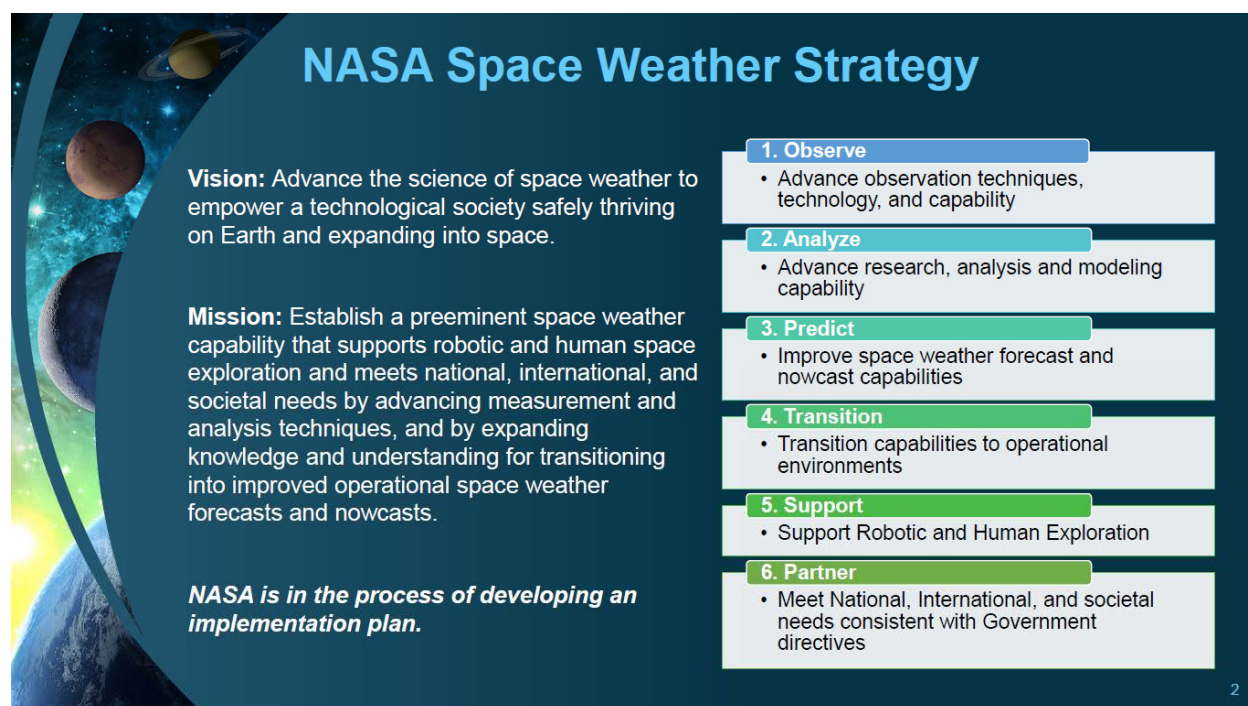 NASA Space Weather Strategy
Vision: Advance the science of space weather to
empower a technological society safely thriving
on Earth and expanding into space.
Mission: Establish a preeminent space weather
capability that supports robotic and human space
exploration and meets national, international, and
societal needs by advancing measurement and
analysis techniques, and by expanding
knowledge and understanding for transitioning
into improved operational space weather
forecasts and nowcasts.
NASA is in the process of developing an
implementation plan.
1. Observe
• Advance observation techniques,
technology, and capability
2. Analyze
• Advance research, analysis and modeling
capability
3. Predict
• Improve space weather forecast and
nowcast capabilities
4. Transition
• Transition capabilities to operational
environments
5. Support
• Support Robotic and Human Exploration
6. Partner
• Meet National, International, and societal
needs consistent with Government
directives
2